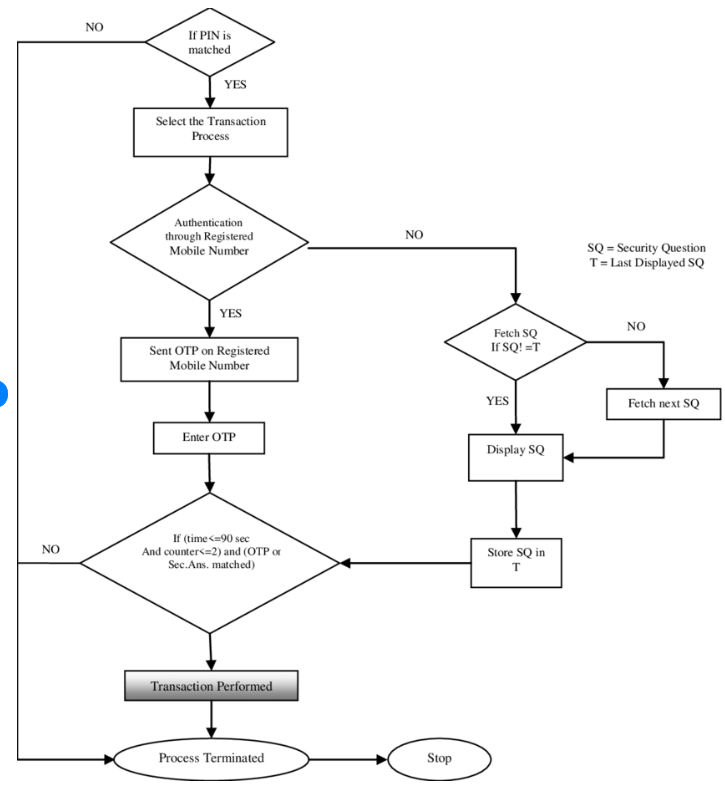 NO
If PIN is
matched
YES
Select the Transaction
Process
Authentication
through Registered
Mobile Number
NO
SQ = Security Question
T = Last Displayed SQ
YES
Fetch SQ
If SQ! =T
NO
Sent OTP on Registered
Mobile Number
YES
Fetch next SQ
Enter OTP
Display SQ
If (time<=90 sec
And counter<=2) and (OTP or
Sec.Ans. matched)
NO
Store SQ in
T
Transaction Performed
Process Terminated
Stop